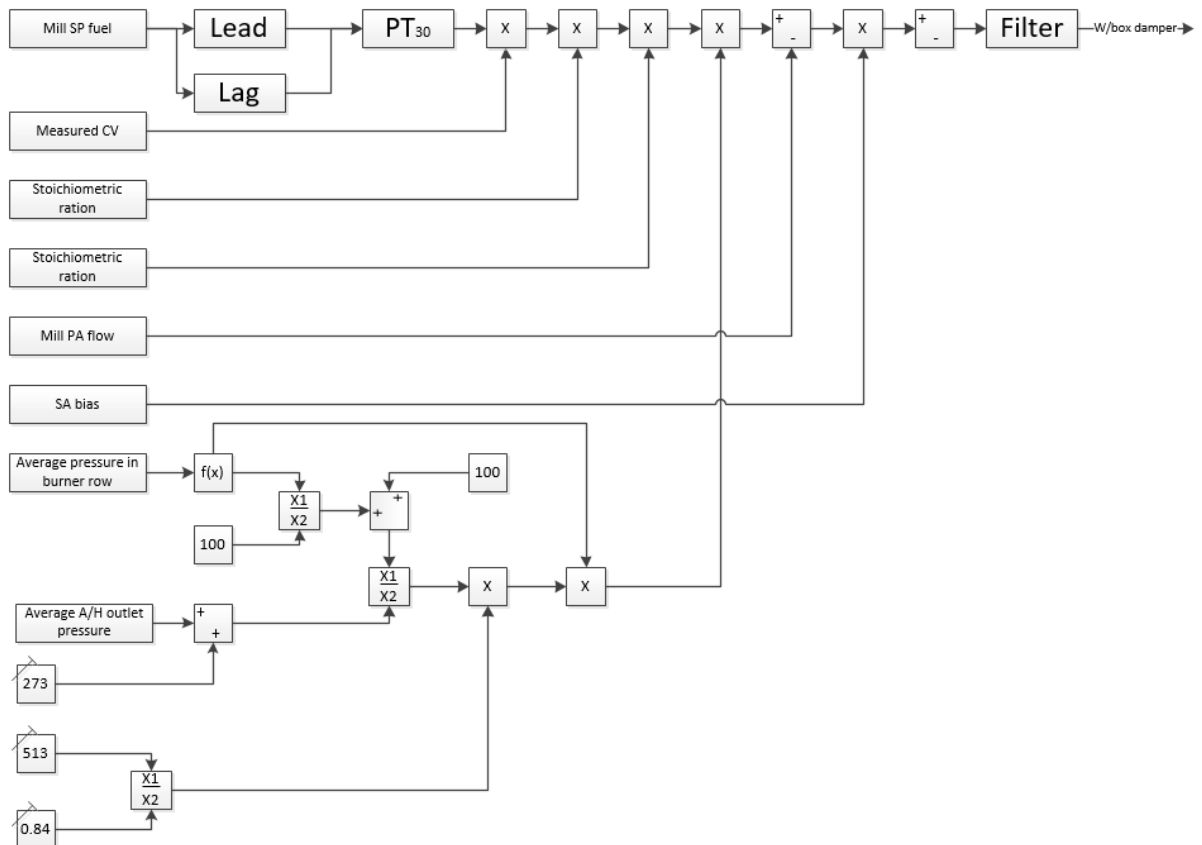 Mill SP fuel
Lead
PT30
X
X
X
X
+
-
X
+
-
Filter
W/box damper
Lag
Measured CV
Stoichiometric
ration
Stoichiometric
ration
Mill PA flow
SA bias
Average pressure in
burner row
f(x)
100
X1
X2
+
+
100
X1
X2
X
X
Average A/H outlet
pressure
+
+
273
513
X1
X2
0.84